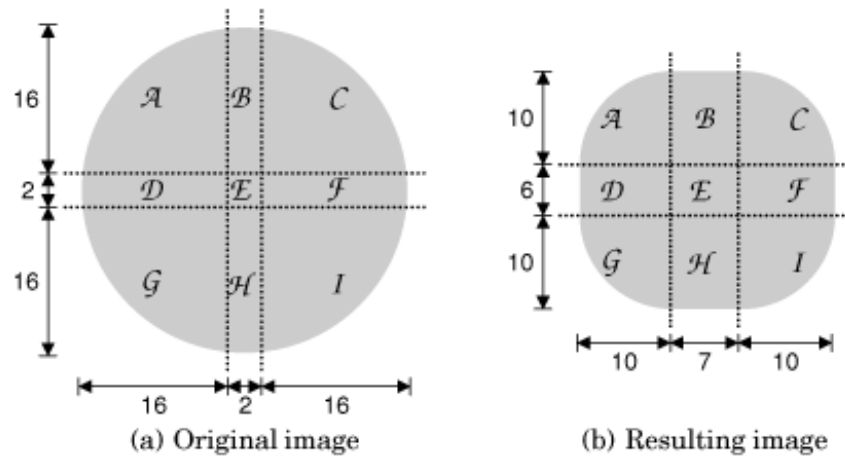 16 A B C
2 D E F
16 G H I
16 2 16
(a) Original image
10 A B C
6 D E F
10 G H I
10 7 10
(b) Resulting image